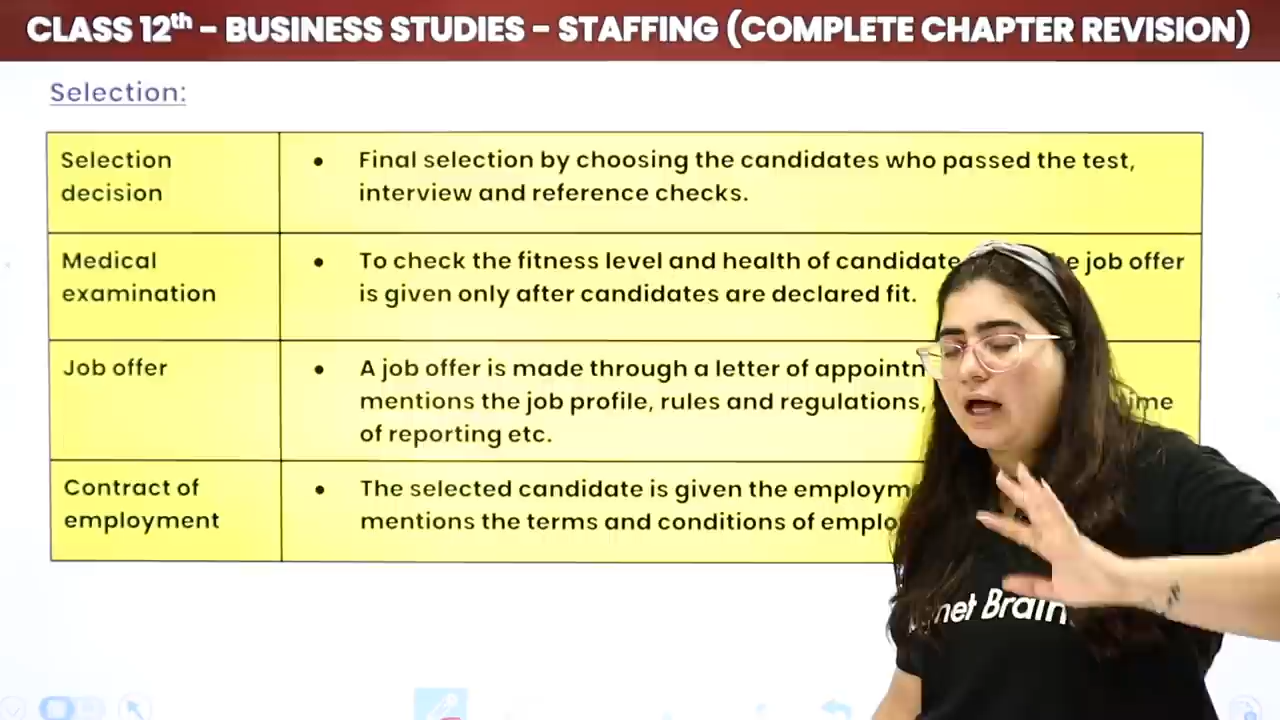 CLASS 12th – BUSINESS STUDIES – STAFFING (COMPLETE CHAPTER REVISION)
Selection:
Selection
decision
• Final selection by choosing the candidates who passed the test,
interview and reference checks.
Medical
examination
• To check the fitness level and health of candidate job offer
is given only after candidates are declared fit.
Job offer
• A job offer is made through a letter of
mentions the job profile, rules and regulations,
of reporting etc.
Contract of
employment
• The selected candidate is given the
mentions the terms and conditions of
Brain